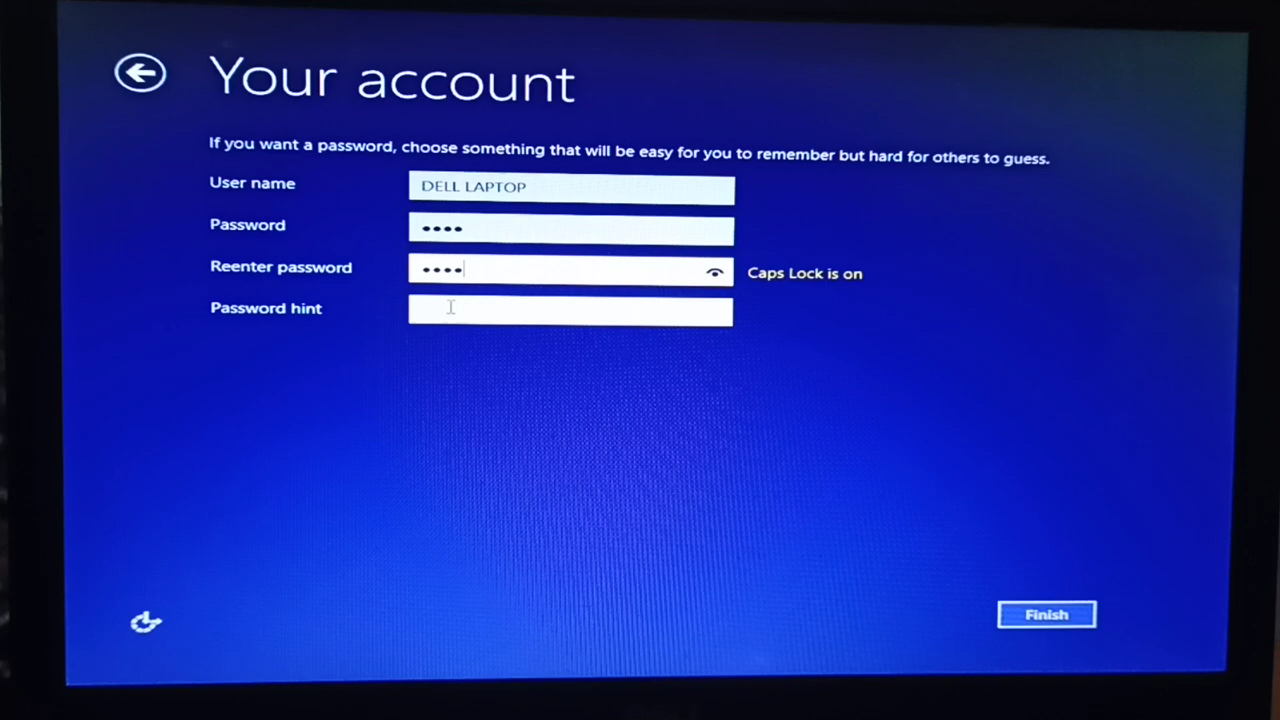 Your account
If you want a password, choose something that will be easy for you to remember but hard for others to guess.
User name DELL LAPTOP
Password ••••
Reenter password •••• Caps Lock is on
Password hint
Finish